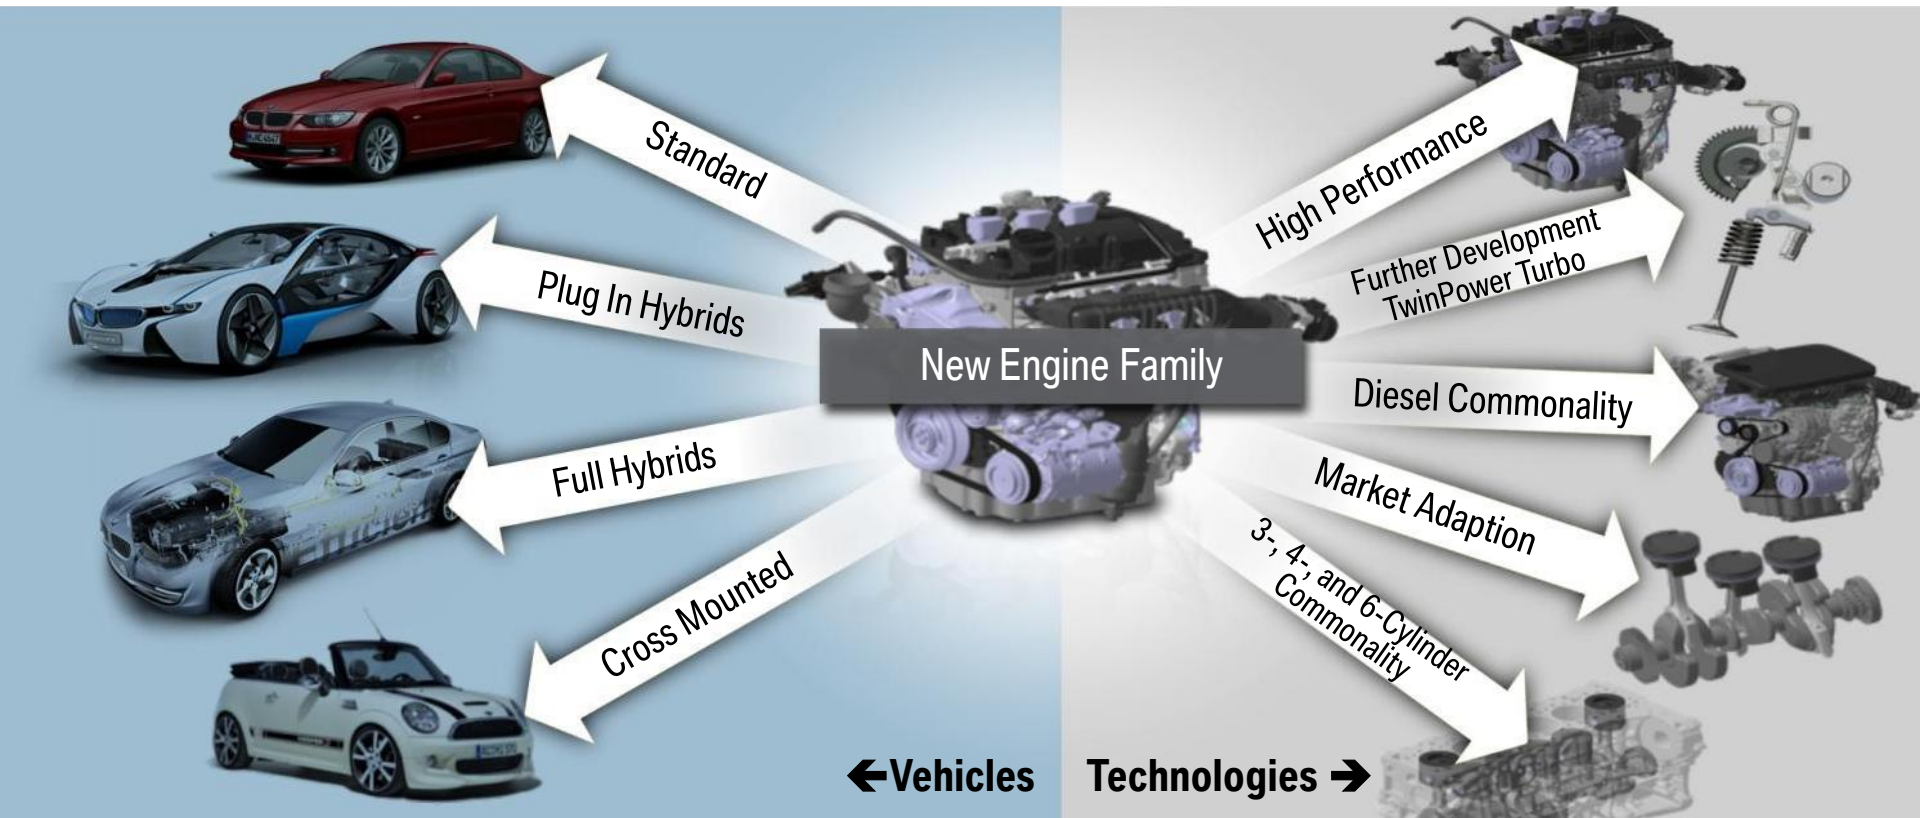 Standard
Plug In Hybrids
Full Hybrids
Cross Mounted
New Engine Family
High Performance
Further Development
TwinPower Turbo
Diesel Commonality
Market Adaption
3-, 4-, and 6-Cylinder
Commonality
←Vehicles
Technologies →